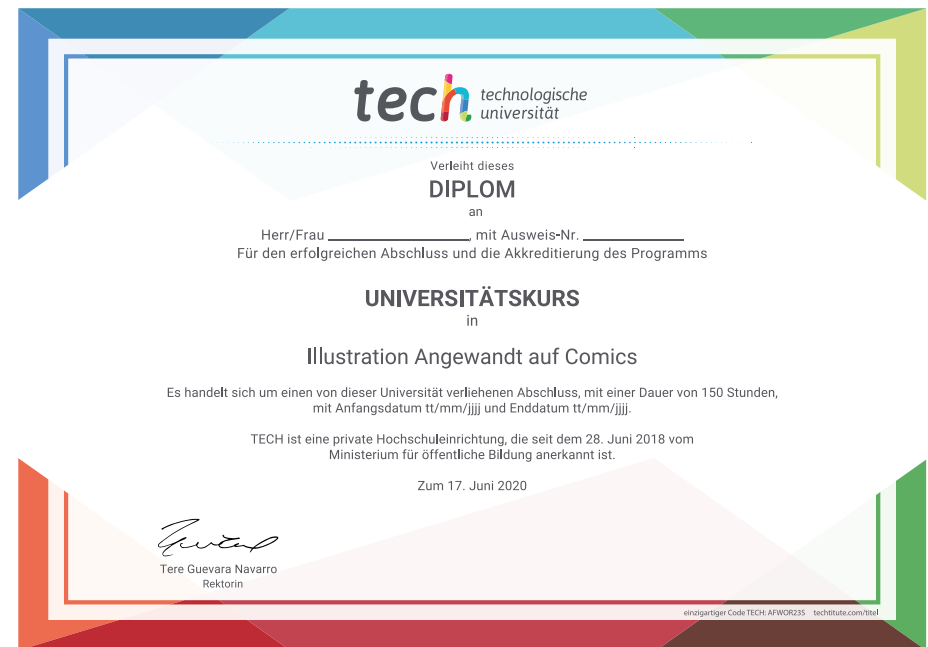 tech technologische
universität
Verleiht dieses
DIPLOM
an
Herr/Frau ____________________, mit Ausweis-Nr. ______________
Für den erfolgreichen Abschluss und die Akkreditierung des Programms
UNIVERSITÄTSKURS
in
Illustration Angewandt auf Comics
Es handelt sich um einen von dieser Universität verliehenen Abschluss, mit einer Dauer von 150 Stunden,
mit Anfangsdatum tt/mm/jjjj und Enddatum tt/mm/jjjj.
TECH ist eine private Hochschuleinrichtung, die seit dem 28. Juni 2018 vom
Ministerium für öffentliche Bildung anerkannt ist.
Zum 17. Juni 2020
Tere Guevara Navarro
Rektorin
einzigartiger Code TECH: AFWOR235 techtitute.com/titel